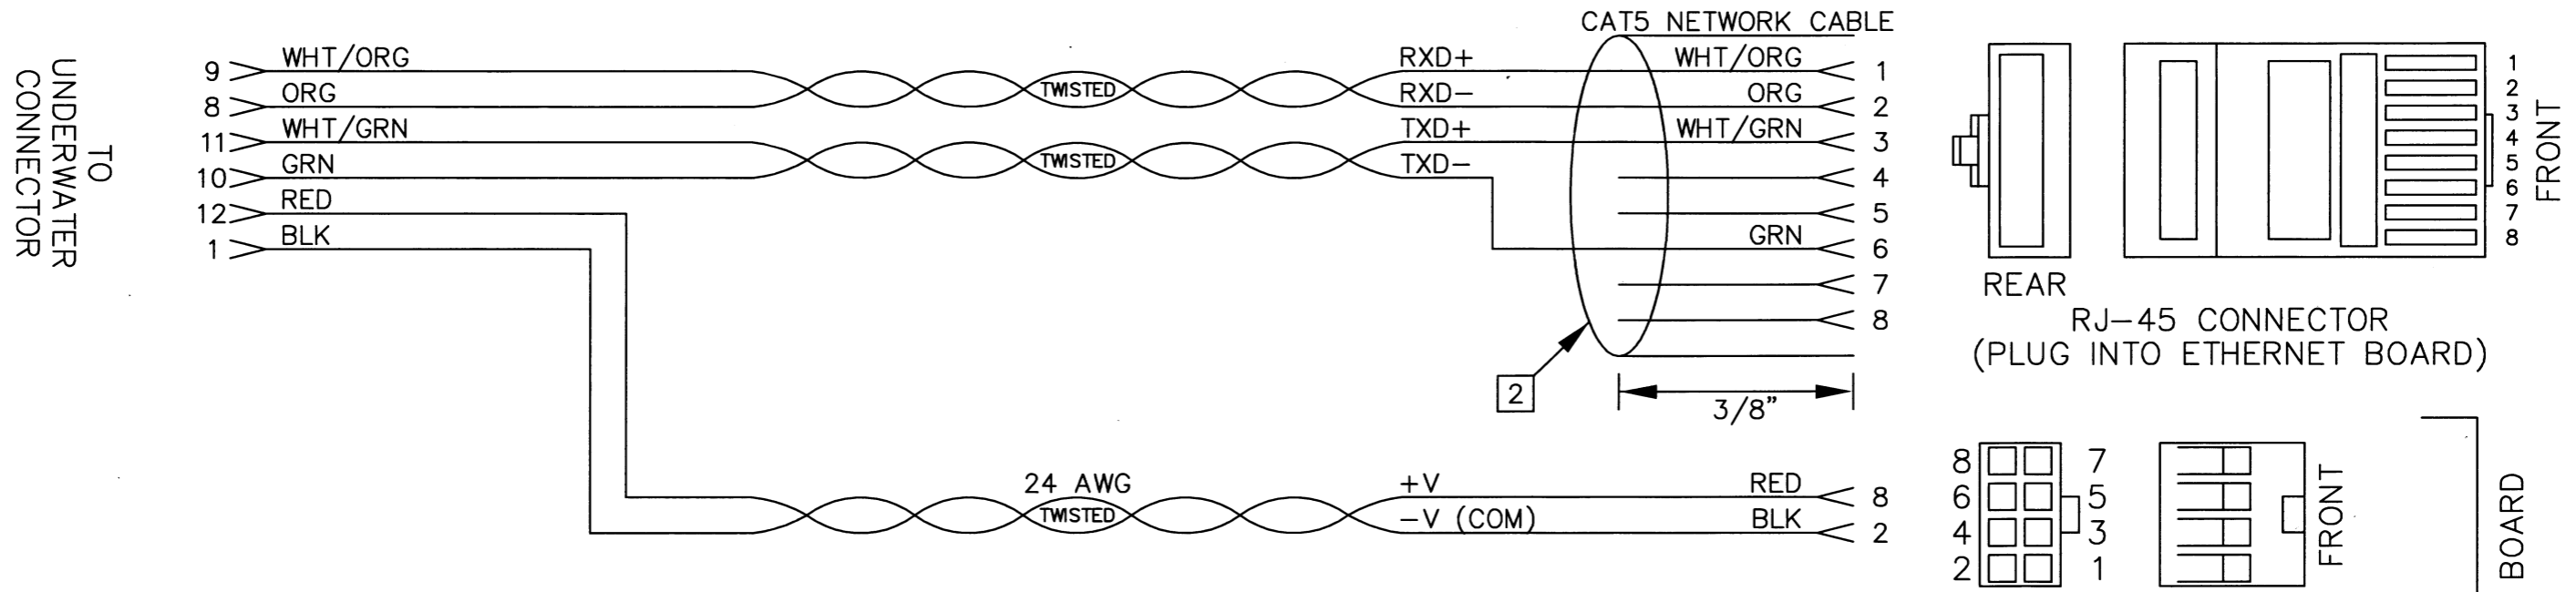 TO
UNDERWATER
CONNECTOR
9 WHT/ORG
8 ORG
11 WHT/GRN
10 GRN
12 RED
1 BLK
TWISTED
TWISTED
RXD+
RXD-
TXD+
TXD-
CAT5 NETWORK CABLE
WHT/ORG 1
ORG 2
WHT/GRN 3
4
5
GRN 6
7
8
2
3/8"
REAR
1
2
3
4
5
6
7
8
FRONT
RJ-45 CONNECTOR
(PLUG INTO ETHERNET BOARD)
24 AWG
TWISTED
+V RED 8
-V (COM) BLK 2
8 7
6 5
4 3
2 1
FRONT
BOARD